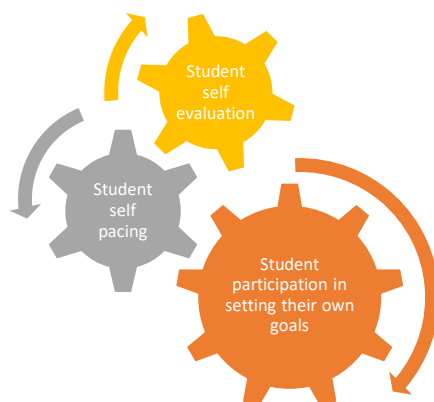 Student
self
evaluation
Student
self
pacing
Student
participation in
setting their own
goals